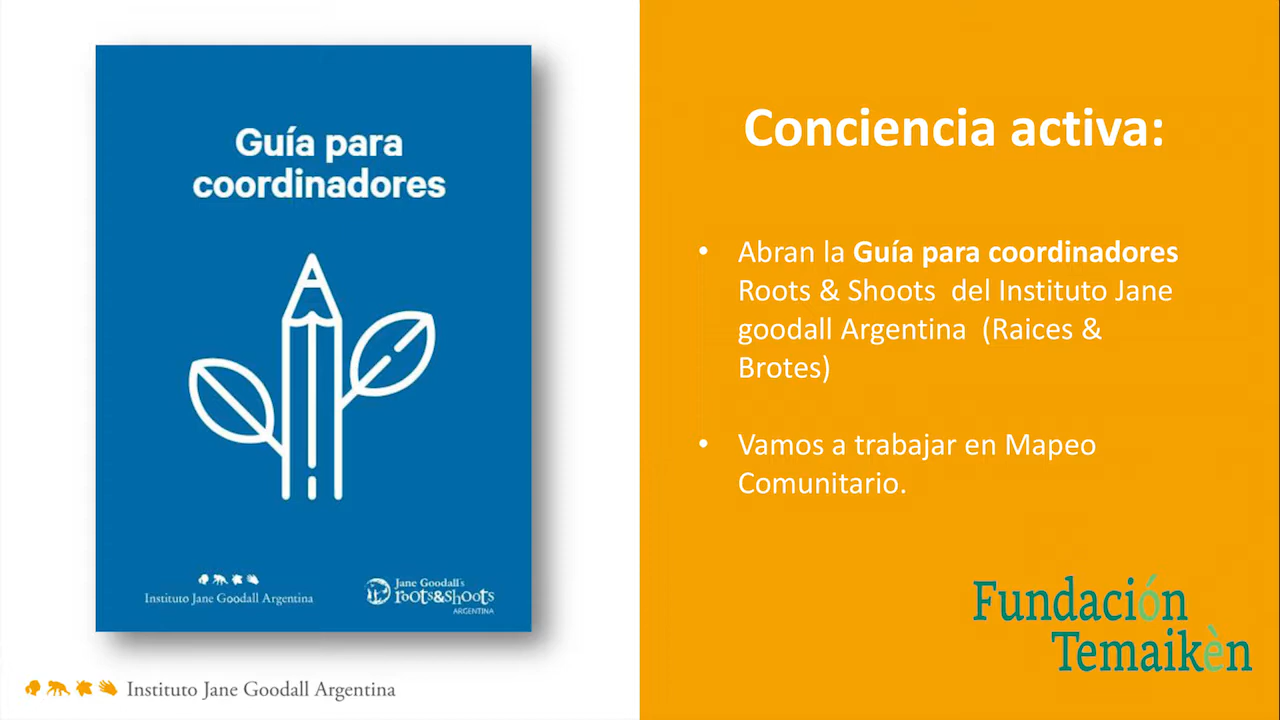 Guía para
coordinadores
Instituto Jane Goodall Argentina
Jane Goodall's
roots&shoots
ARGENTINA
Instituto Jane Goodall Argentina
Conciencia activa:
• Abran la Guía para coordinadores
Roots & Shoots del Instituto Jane
goodall Argentina (Raices &
Brotes)
• Vamos a trabajar en Mapeo
Comunitario.
Fundación
Temaikèn